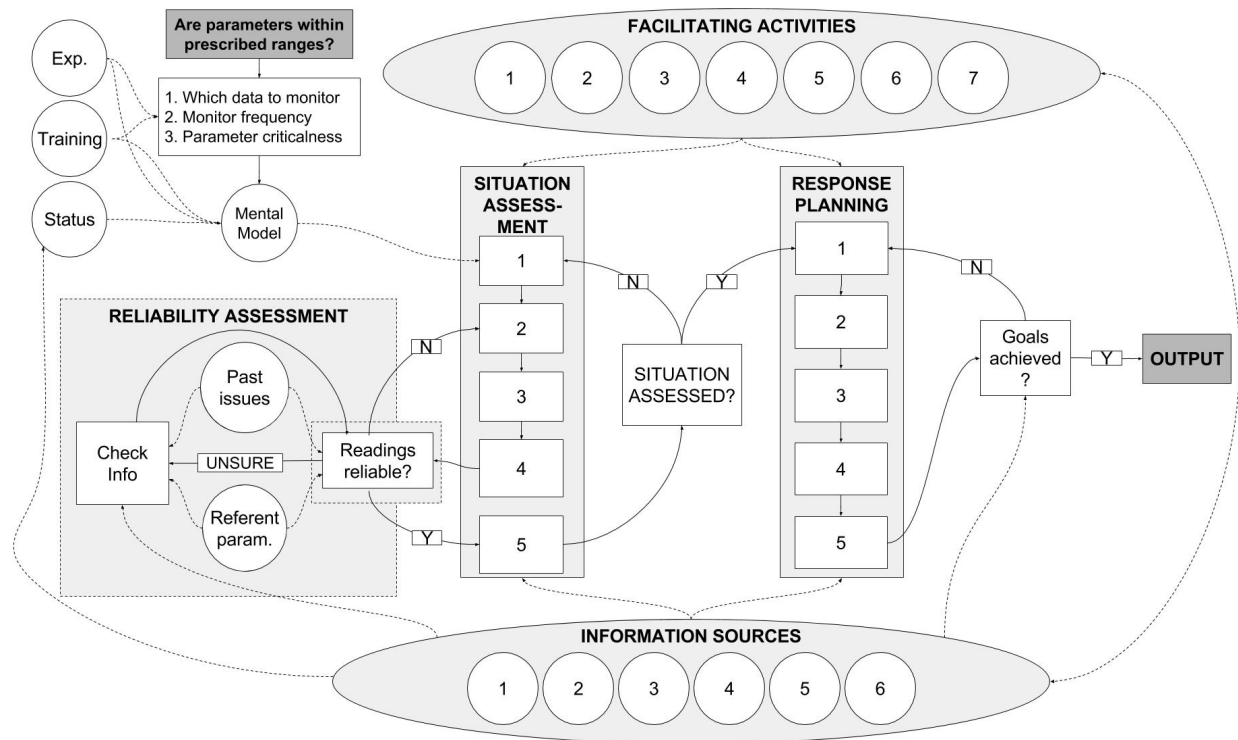 Are parameters within
prescribed ranges?
Exp.
Training
Status
1. Which data to monitor
2. Monitor frequency
3. Parameter criticalness
Mental
Model
FACILITATING ACTIVITIES
1
2
3
4
5
6
7
SITUATION
ASSESS-
MENT
1
2
3
4
5
RESPONSE
PLANNING
1
2
3
4
5
N
Y
SITUATION
ASSESSED?
N
Goals
achieved
?
Y
OUTPUT
RELIABILITY ASSESSMENT
Past
issues
Check
Info
UNSURE
Readings
reliable?
Referent
param.
N
Y
INFORMATION SOURCES
1
2
3
4
5
6